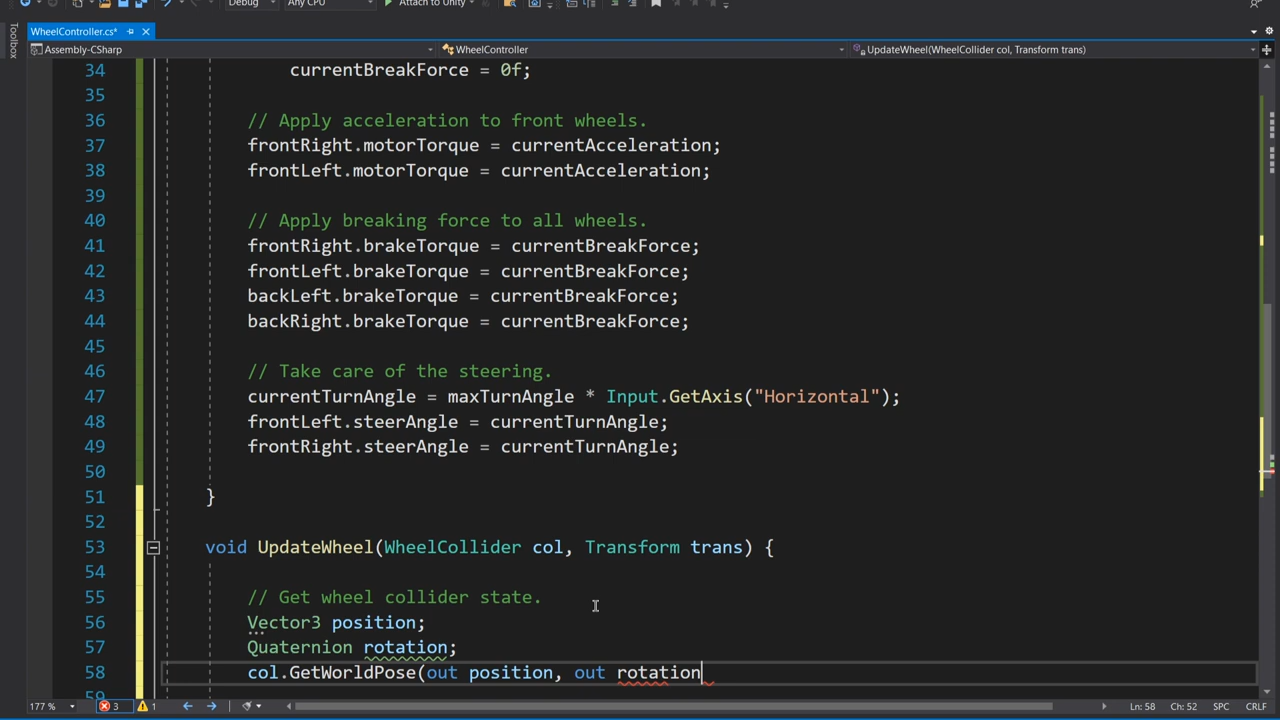 Debug Any CPU Attach to Unity
WheelController.cs*
Toolbox
Assembly-CSharp WheelController UpdateWheel(WheelCollider col, Transform trans)
34 currentBreakForce = 0f;
35
36 // Apply acceleration to front wheels.
37 frontRight.motorTorque = currentAcceleration;
38 frontLeft.motorTorque = currentAcceleration;
39
40 // Apply breaking force to all wheels.
41 frontRight.brakeTorque = currentBreakForce;
42 frontLeft.brakeTorque = currentBreakForce;
43 backLeft.brakeTorque = currentBreakForce;
44 backRight.brakeTorque = currentBreakForce;
45
46 // Take care of the steering.
47 currentTurnAngle = maxTurnAngle * Input.GetAxis("Horizontal");
48 frontLeft.steerAngle = currentTurnAngle;
49 frontRight.steerAngle = currentTurnAngle;
50
51 }
52
53 void UpdateWheel(WheelCollider col, Transform trans) {
54
55 // Get wheel collider state.
56 Vector3 position;
57 Quaternion rotation;
58 col.GetWorldPose(out position, out rotation
59
177 % 3 1 Ln: 58 Ch: 52 SPC CRLF